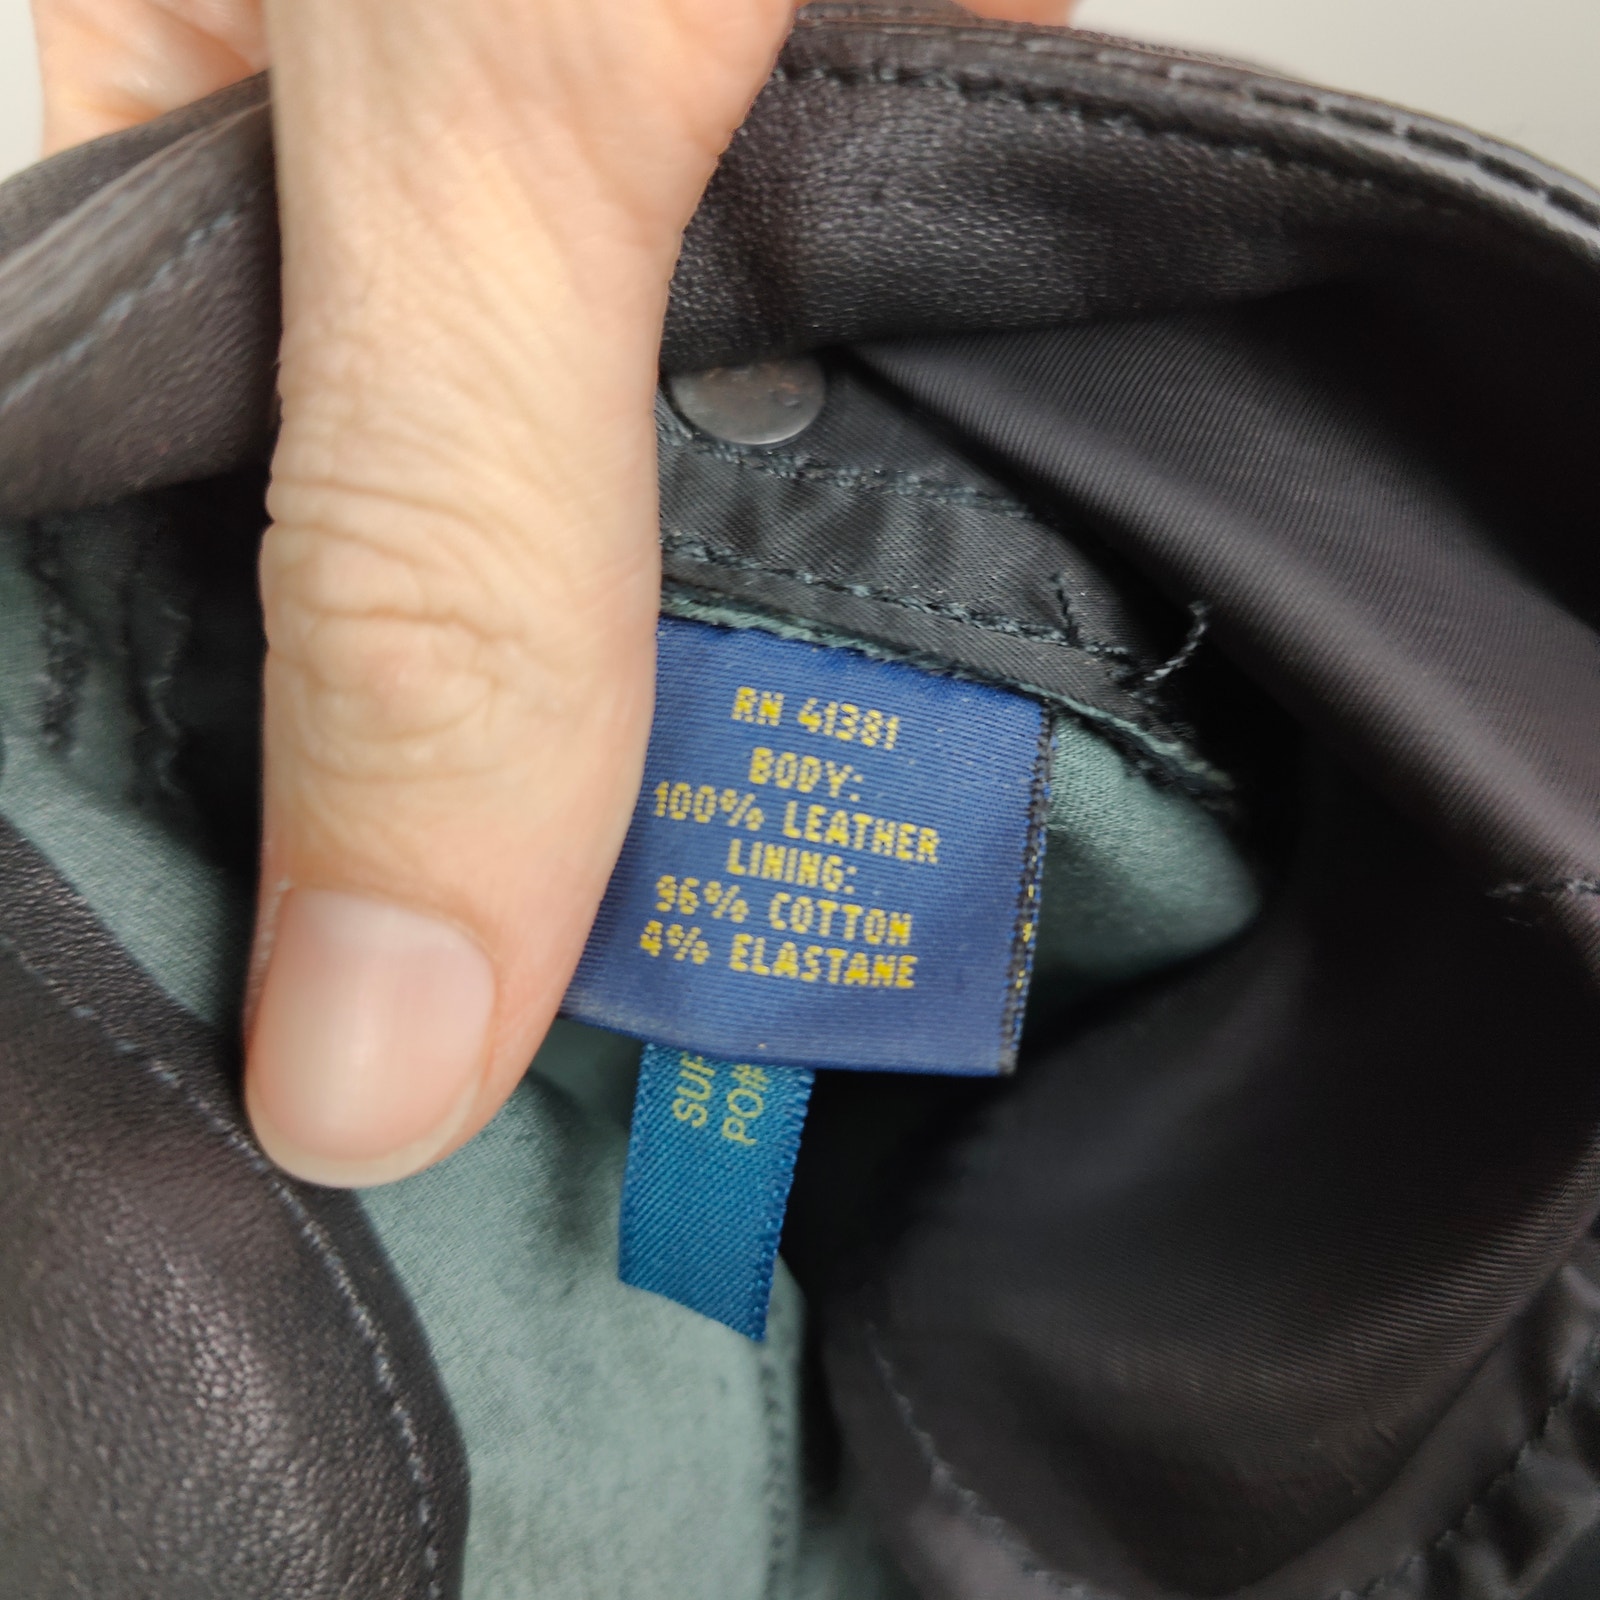 RN 41381
BODY:
100% LEATHER
LINING:
96% COTTON
4% ELASTANE
SUP
PO#